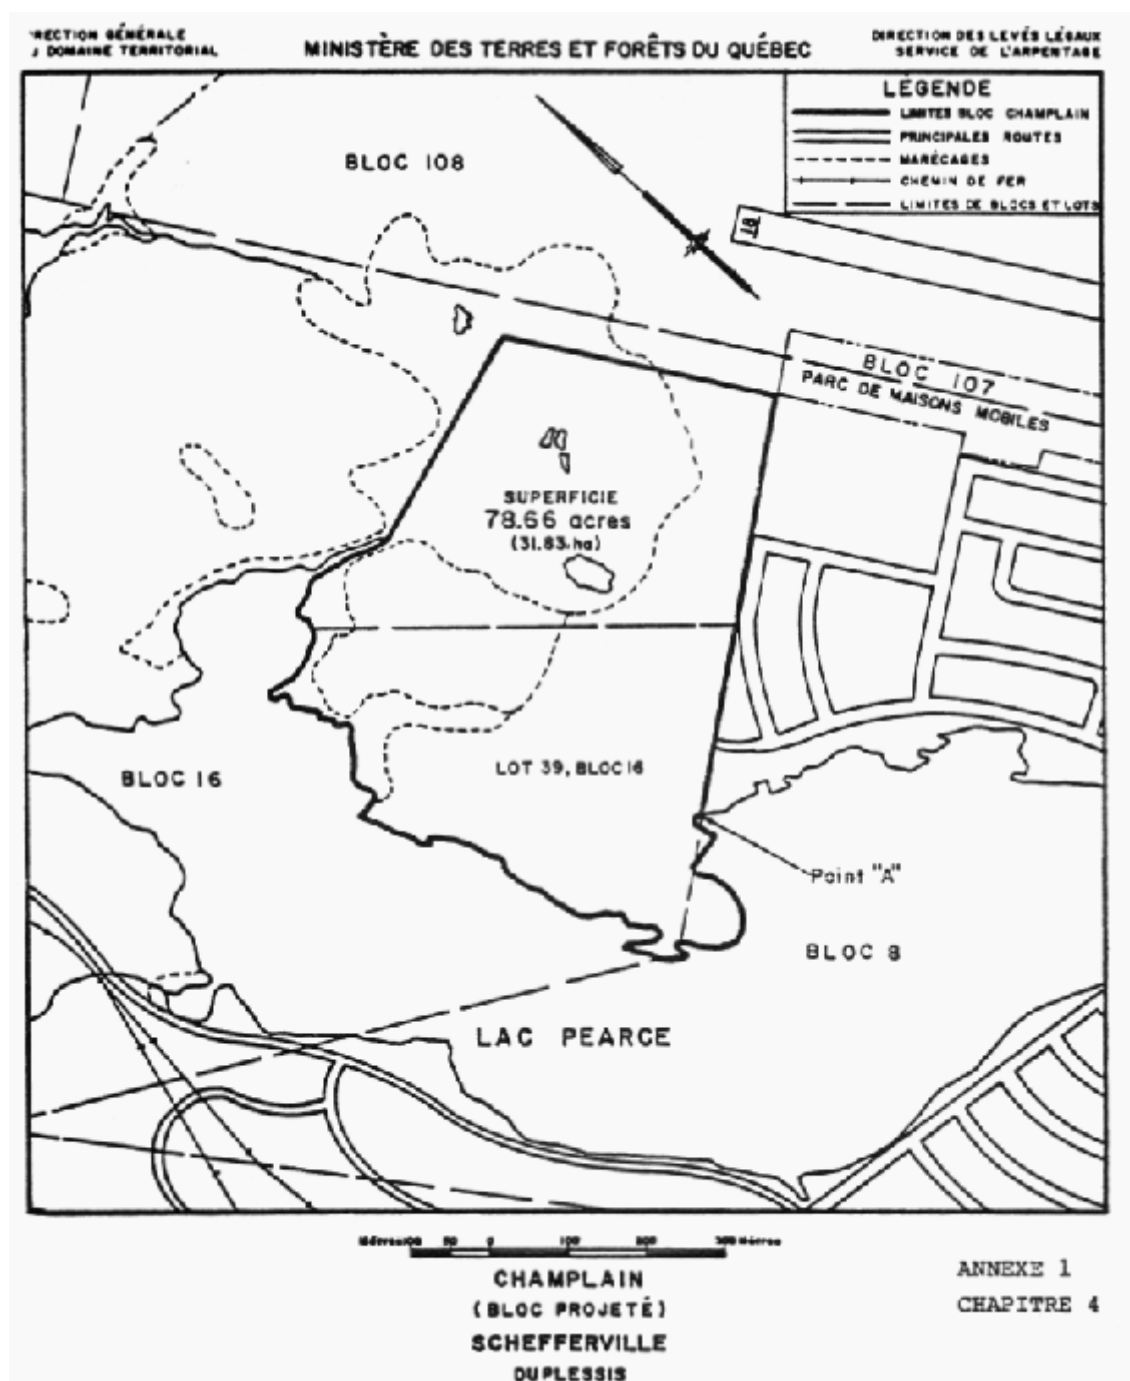 DIRECTION GÉNÉRALE
DU DOMAINE TERRITORIAL
MINISTÈRE DES TERRES ET FORÊTS DU QUÉBEC
DIRECTION DES LEVÉS LÉGAUX
SERVICE DE L'ARPENTAGE
LÉGENDE
LIMITES BLOC CHAMPLAIN
PRINCIPALES ROUTES
MARÉCAGES
CHEMIN DE FER
LIMITES DE BLOCS ET LOTS
BLOC 108
BLOC 107
PARC DE MAISONS MOBILES
SUPERFICIE
78.66 acres
(31.83 ha)
BLOC 16
LOT 39, BLOC 16
Point "A"
BLOC 8
LAC PEARCE
50 0 100 200 300 Mètres
CHAMPLAIN
(BLOC PROJETÉ)
SCHEFFERVILLE
DUPLESSIS
ANNEXE 1
CHAPITRE 4